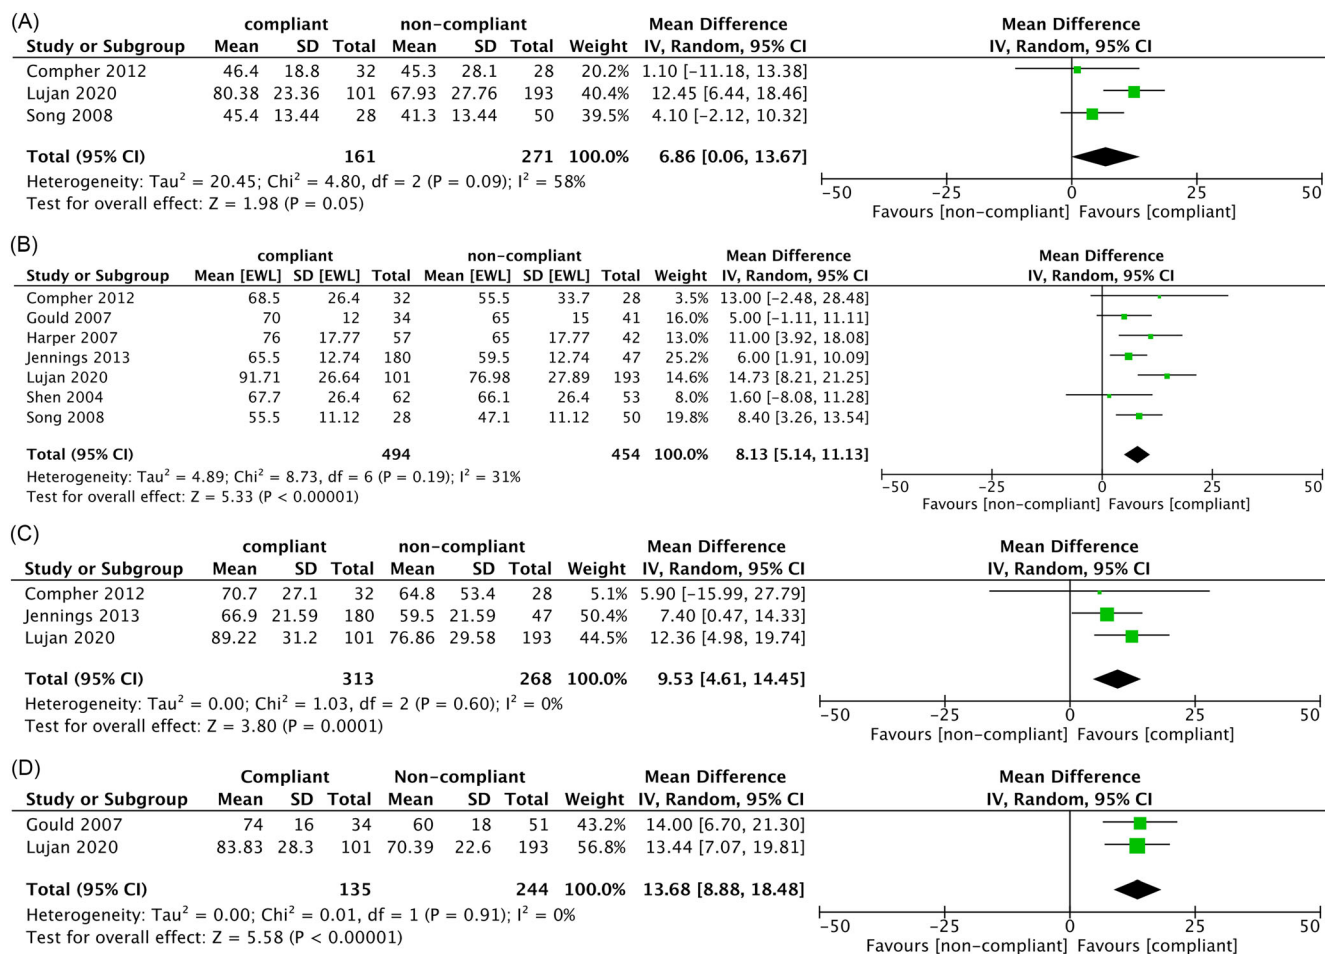 (A)
compliant non-compliant Mean Difference Mean Difference
Study or Subgroup Mean SD Total Mean SD Total Weight IV, Random, 95% CI IV, Random, 95% CI
Compher 2012 46.4 18.8 32 45.3 28.1 28 20.2% 1.10 [-11.18, 13.38]
Lujan 2020 80.38 23.36 101 67.93 27.76 193 40.4% 12.45 [6.44, 18.46]
Song 2008 45.4 13.44 28 41.3 13.44 50 39.5% 4.10 [-2.12, 10.32]
Total (95% CI) 161 271 100.0% 6.86 [0.06, 13.67]
Heterogeneity: Tau² = 20.45; Chi² = 4.80, df = 2 (P = 0.09); I² = 58%
Test for overall effect: Z = 1.98 (P = 0.05)
-50 -25 0 25 50
Favours [non-compliant] Favours [compliant]
(B)
compliant non-compliant Mean Difference Mean Difference
Study or Subgroup Mean [EWL] SD [EWL] Total Mean [EWL] SD [EWL] Total Weight IV, Random, 95% CI IV, Random, 95% CI
Compher 2012 68.5 26.4 32 55.5 33.7 28 3.5% 13.00 [-2.48, 28.48]
Gould 2007 70 12 34 65 15 41 16.0% 5.00 [-1.11, 11.11]
Harper 2007 76 17.77 57 65 17.77 42 13.0% 11.00 [3.92, 18.08]
Jennings 2013 65.5 12.74 180 59.5 12.74 47 25.2% 6.00 [1.91, 10.09]
Lujan 2020 91.71 26.64 101 76.98 27.89 193 14.6% 14.73 [8.21, 21.25]
Shen 2004 67.7 26.4 62 66.1 26.4 53 8.0% 1.60 [-8.08, 11.28]
Song 2008 55.5 11.12 28 47.1 11.12 50 19.8% 8.40 [3.26, 13.54]
Total (95% CI) 494 454 100.0% 8.13 [5.14, 11.13]
Heterogeneity: Tau² = 4.89; Chi² = 8.73, df = 6 (P = 0.19); I² = 31%
Test for overall effect: Z = 5.33 (P < 0.00001)
-50 -25 0 25 50
Favours [non-compliant] Favours [compliant]
(C)
compliant non-compliant Mean Difference Mean Difference
Study or Subgroup Mean SD Total Mean SD Total Weight IV, Random, 95% CI IV, Random, 95% CI
Compher 2012 70.7 27.1 32 64.8 53.4 28 5.1% 5.90 [-15.99, 27.79]
Jennings 2013 66.9 21.59 180 59.5 21.59 47 50.4% 7.40 [0.47, 14.33]
Lujan 2020 89.22 31.2 101 76.86 29.58 193 44.5% 12.36 [4.98, 19.74]
Total (95% CI) 313 268 100.0% 9.53 [4.61, 14.45]
Heterogeneity: Tau² = 0.00; Chi² = 1.03, df = 2 (P = 0.60); I² = 0%
Test for overall effect: Z = 3.80 (P = 0.0001)
-50 -25 0 25 50
Favours [non-compliant] Favours [compliant]
(D)
Compliant Non-compliant Mean Difference Mean Difference
Study or Subgroup Mean SD Total Mean SD Total Weight IV, Random, 95% CI IV, Random, 95% CI
Gould 2007 74 16 34 60 18 51 43.2% 14.00 [6.70, 21.30]
Lujan 2020 83.83 28.3 101 70.39 22.6 193 56.8% 13.44 [7.07, 19.81]
Total (95% CI) 135 244 100.0% 13.68 [8.88, 18.48]
Heterogeneity: Tau² = 0.00; Chi² = 0.01, df = 1 (P = 0.91); I² = 0%
Test for overall effect: Z = 5.58 (P < 0.00001)
-50 -25 0 25 50
Favours [non-compliant] Favours [compliant]